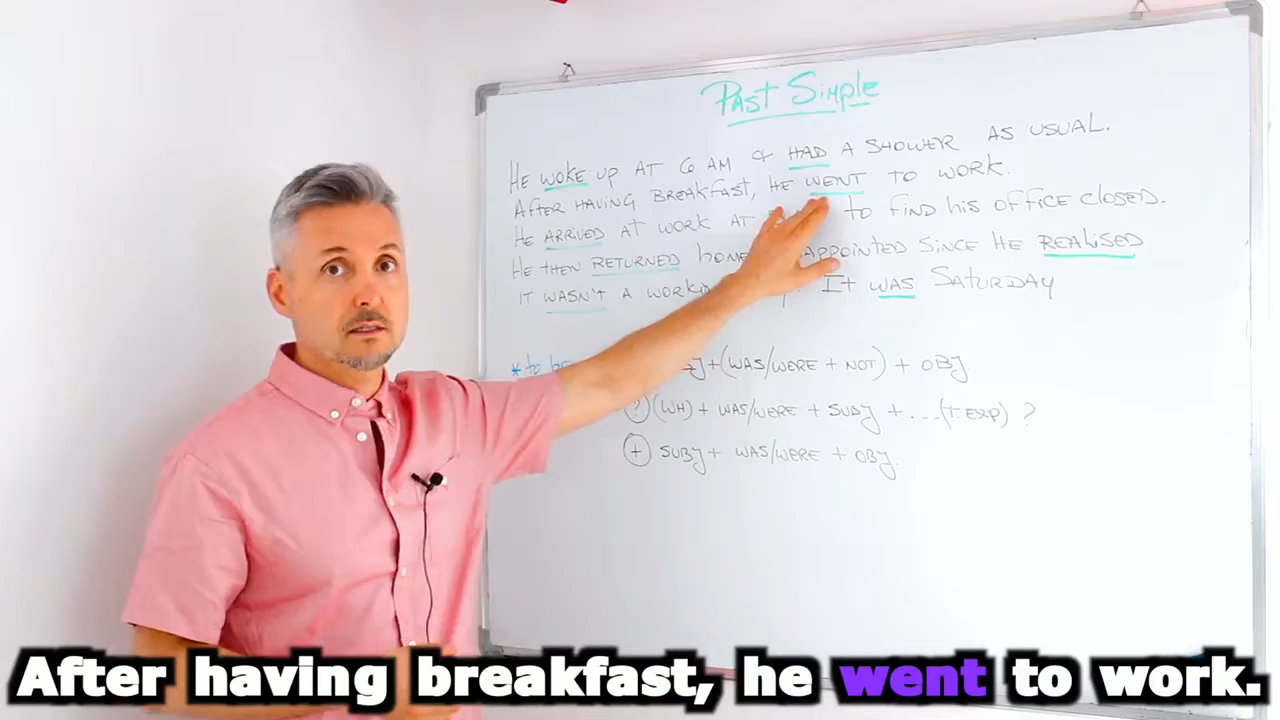 Past Simple
HE WOKE UP AT 6 AM & HAD A SHOWER AS USUAL.
AFTER HAVING BREAKFAST, HE WENT TO WORK.
HE ARRIVED AT WORK AT TO FIND HIS OFFICE CLOSED.
HE THEN RETURNED SINCE HE REALISED
IT WASN'T A IT WAS SATURDAY
* to be +(WAS/WERE + NOT) + OBJ
? (WH) + WAS/WERE + SUBJ + ...(T EXP) ?
+ SUBJ + WAS/WERE + OBJ.
After having breakfast, he went to work.